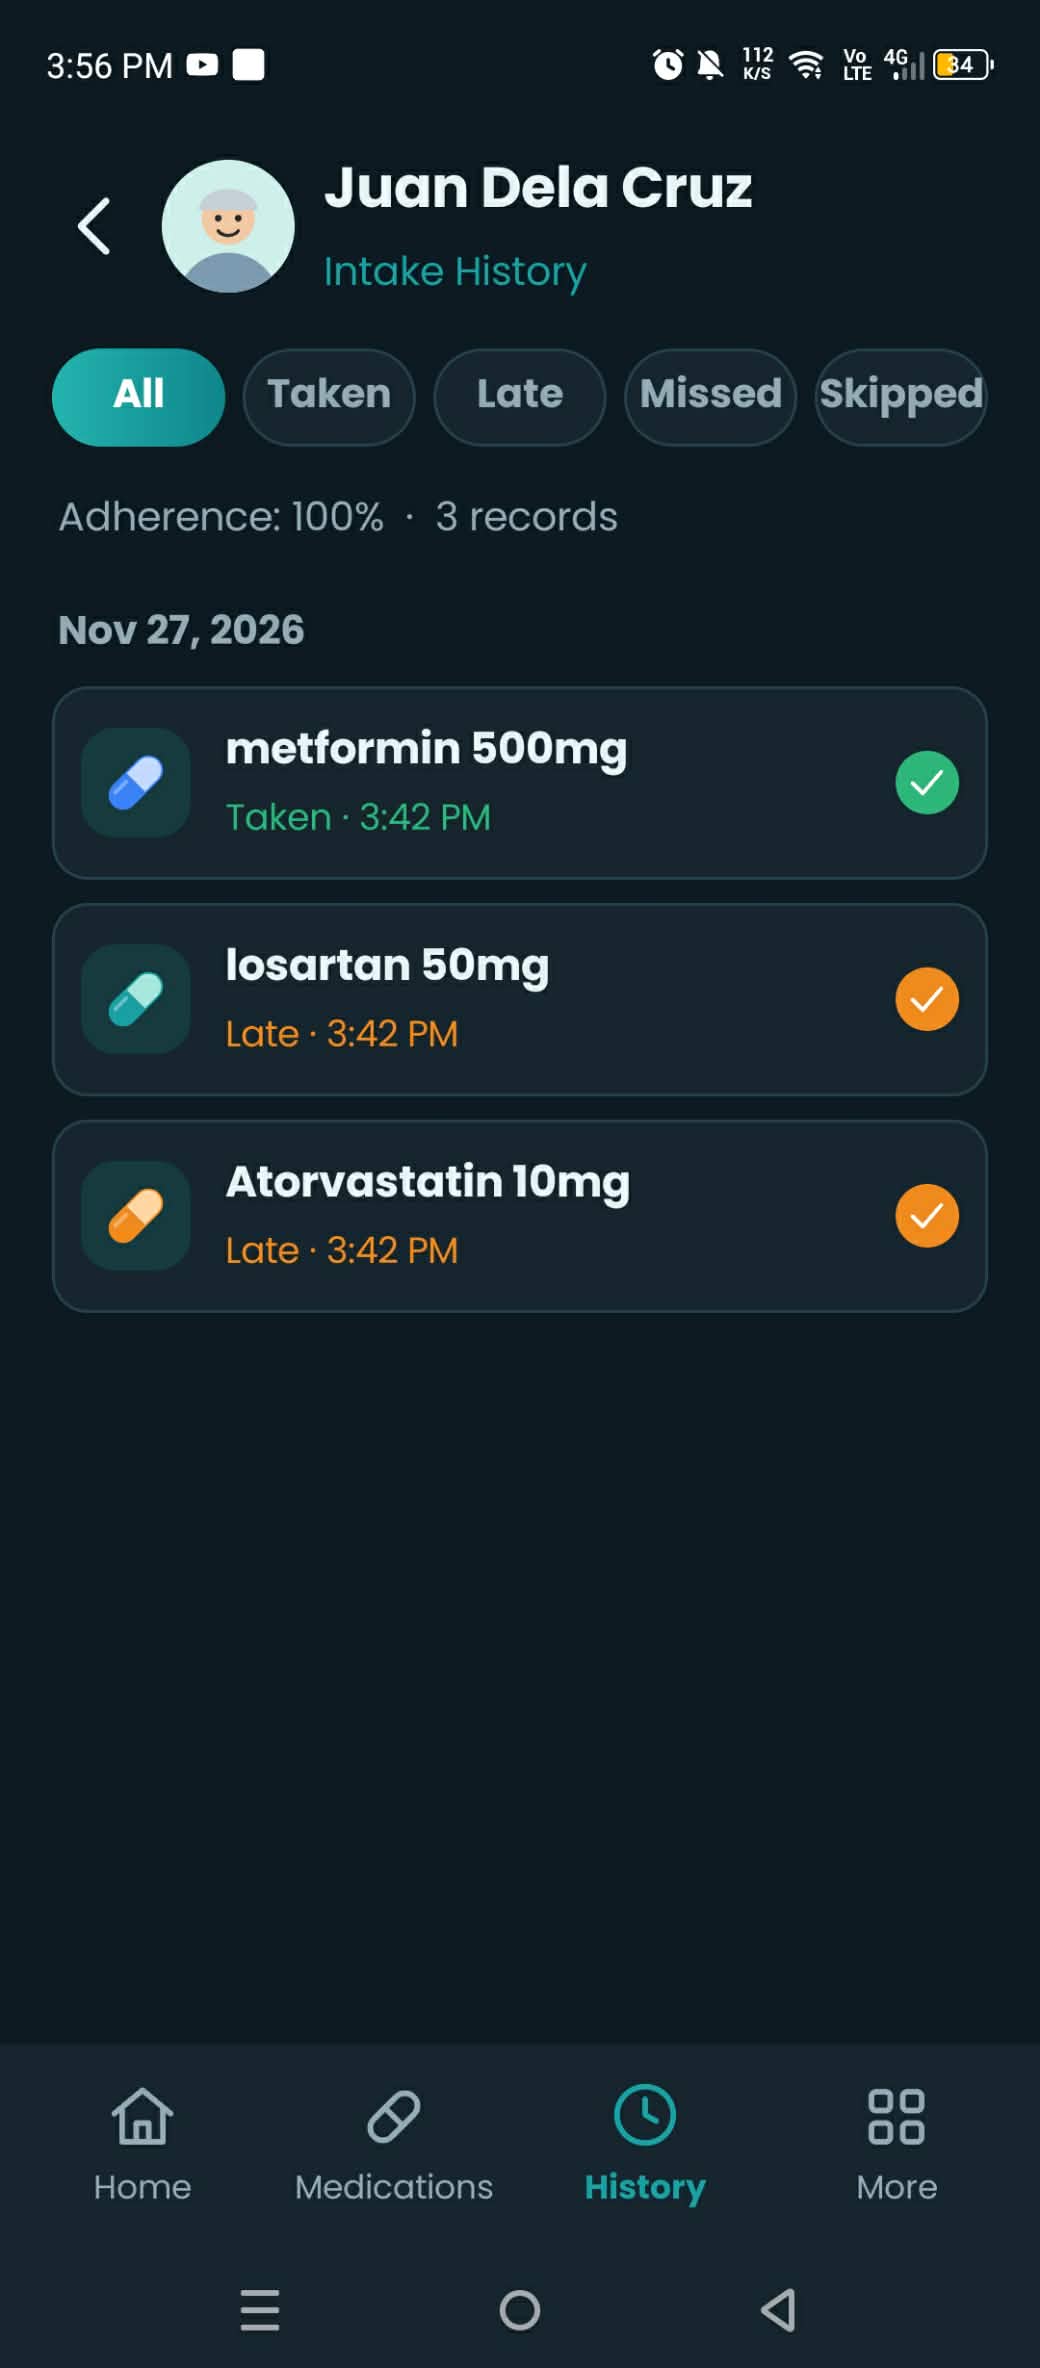 3:56 PM
112 K/S Vo LTE 4G 34
Juan Dela Cruz
Intake History
All Taken Late Missed Skipped
Adherence: 100% · 3 records
Nov 27, 2026
metformin 500mg
Taken · 3:42 PM
losartan 50mg
Late · 3:42 PM
Atorvastatin 10mg
Late · 3:42 PM
Home Medications History More